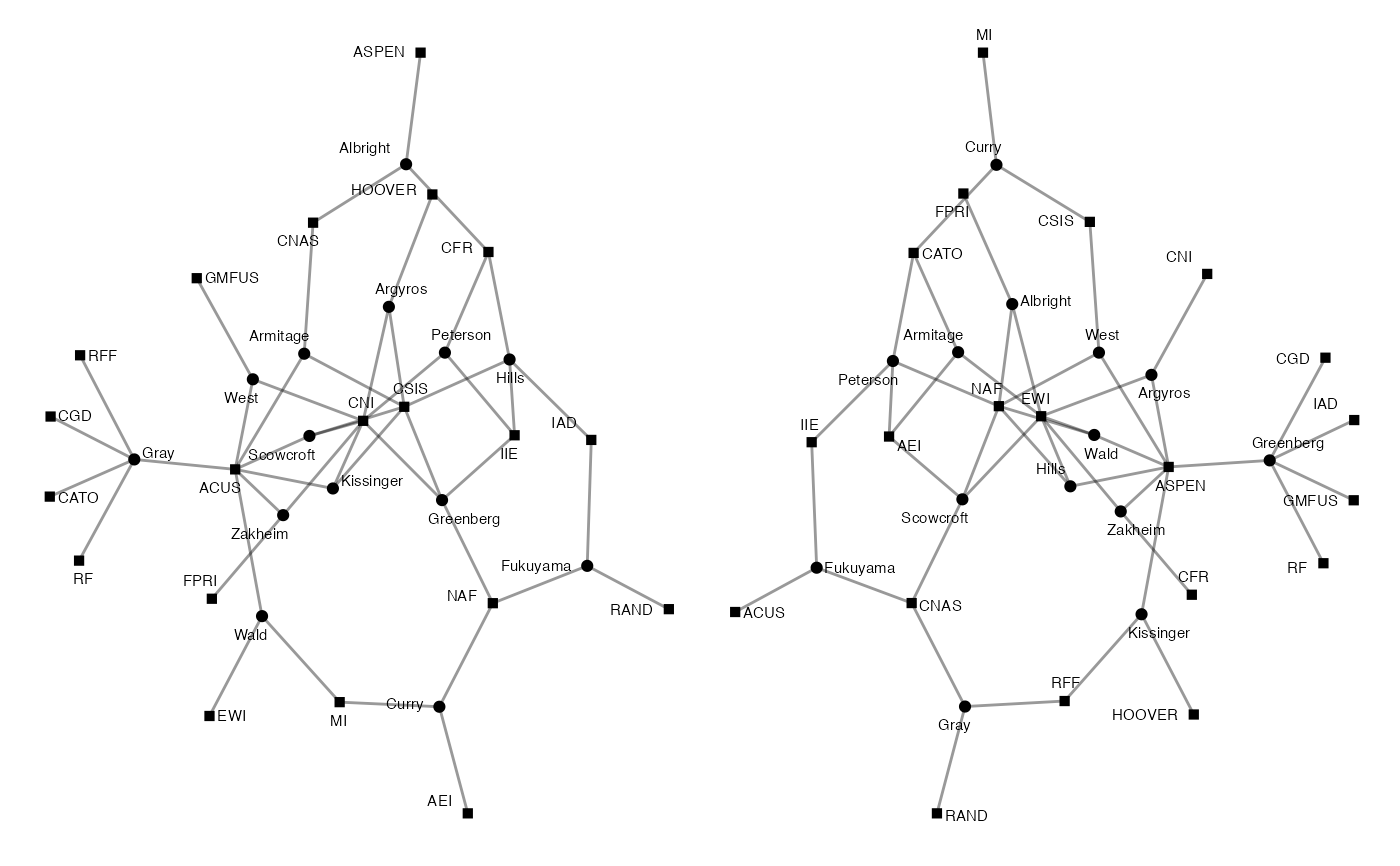 ASPEN
Albright
HOOVER
CNAS
CFR
GMFUS
Argyros
Armitage
Peterson
RFF
West
CSIS
Hills
CNI
CGD
IAD
Gray
Scowcroft
IIE
ACUS
Kissinger
CATO
Greenberg
Zakheim
Fukuyama
RF
FPRI
NAF
RAND
Wald
Curry
EWI
MI
AEI
MI
Curry
FPRI
CSIS
CATO
CNI
Albright
Armitage
West
CGD
Peterson
NAF
Argyros
EWI
IAD
IIE
Greenberg
AEI
Wald
Hills
ASPEN
GMFUS
Scowcroft
Zakheim
Fukuyama
RF
CFR
CNAS
ACUS
Kissinger
RFF
HOOVER
Gray
RAND